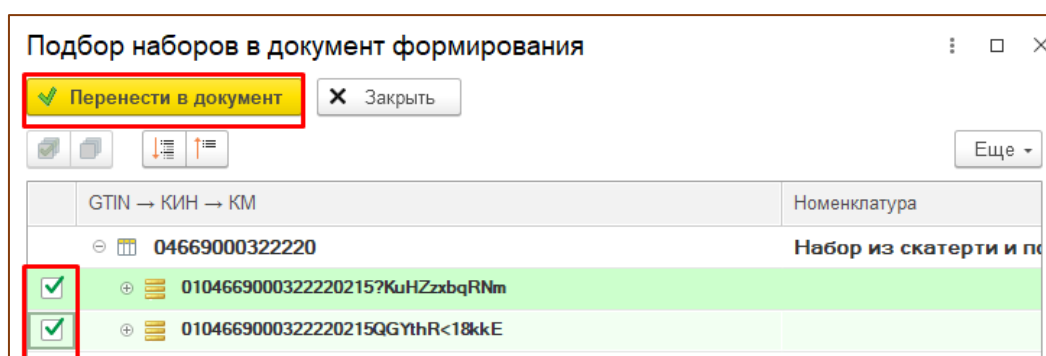 Подбор наборов в документ формирования
Перенести в документ Закрыть
Еще
GTIN → КИН → КМ Номенклатура
04669000322220 Набор из скатерти и
0104669000322220215?KuHZzxbqRNm
0104669000322220215QGYthR<18kkE